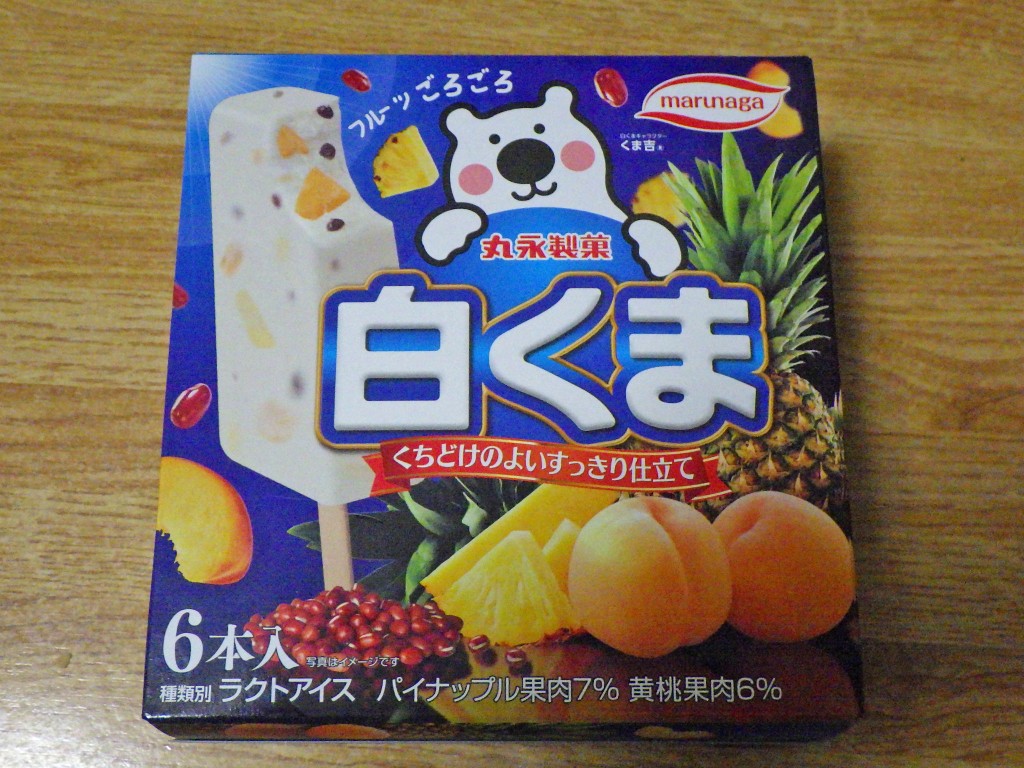 フルーツごろごろ
marunaga
白くまキャラクター
くま吉
丸永製菓
白くま
くちどけのよいすっきり仕立て
6本入
写真はイメージです
種類別 ラクトアイス パイナップル果肉7% 黄桃果肉6%